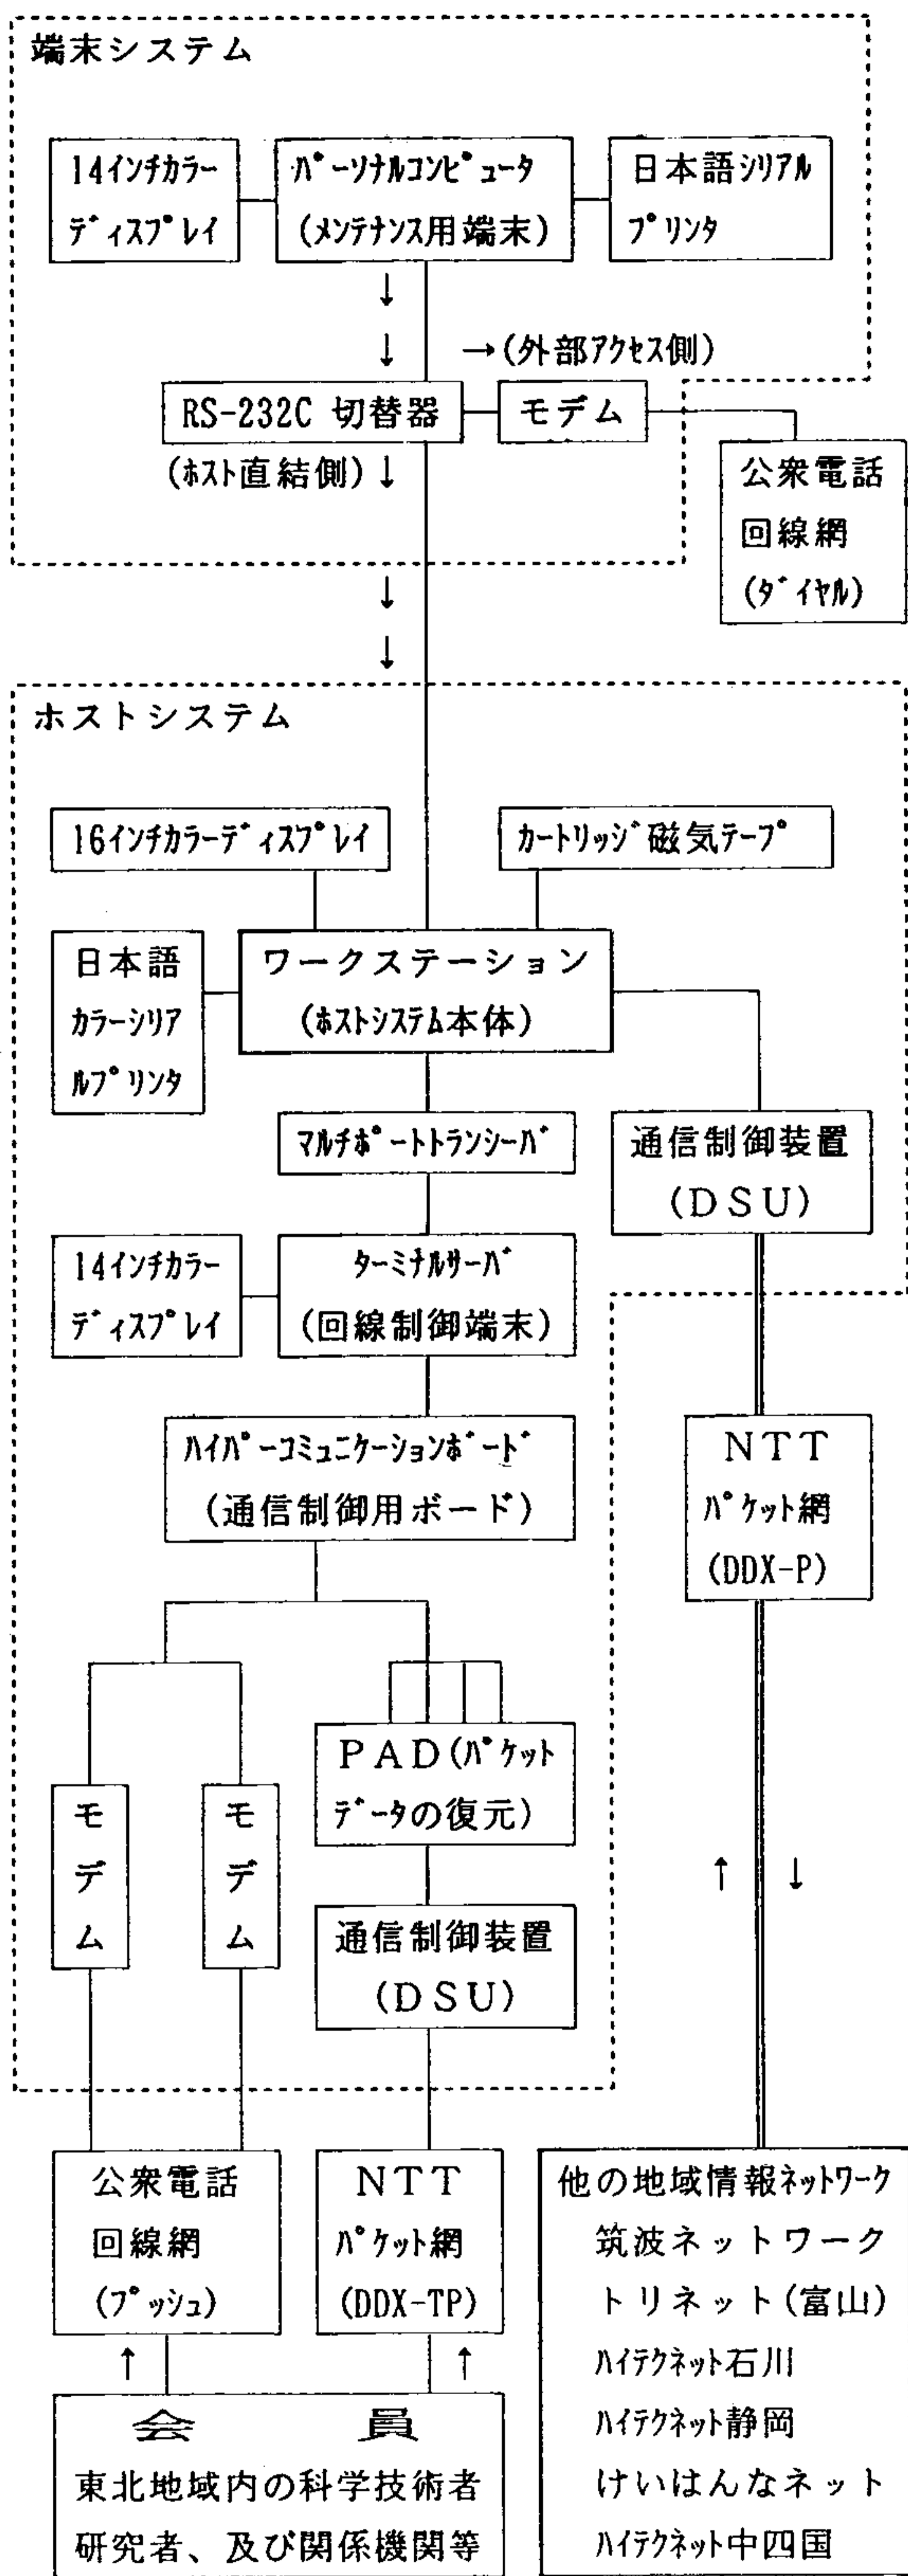 端末システム
14インチカラー
ディスプレイ
パーソナルコンピュータ
(メンテナンス用端末)
日本語シリアル
プリンタ
↓
↓ →(外部アクセス側)
RS-232C 切替器
モデム
(ホスト直結側)↓
公衆電話
回線網
(ダイヤル)
↓
↓
ホストシステム
16インチカラーディスプレイ
カートリッジ磁気テープ
日本語
カラーシリア
ルプリンタ
ワークステーション
(ホストシステム本体)
マルチポートトランシーバ
通信制御装置
(DSU)
14インチカラー
ディスプレイ
ターミナルサーバ
(回線制御端末)
ハイパーコミュニケーションボード
(通信制御用ボード)
NTT
パケット網
(DDX-P)
PAD(パケット
データの復元)
モデム
モデム
↑ ↓
通信制御装置
(DSU)
公衆電話
回線網
(プッシュ)
NTT
パケット網
(DDX-TP)
↑ ↑
会員
東北地域内の科学技術者
研究者、及び関係機関等
他の地域情報ネットワーク
筑波ネットワーク
トリネット(富山)
ハイテクネット石川
ハイテクネット静岡
けいはんなネット
ハイテクネット中四国